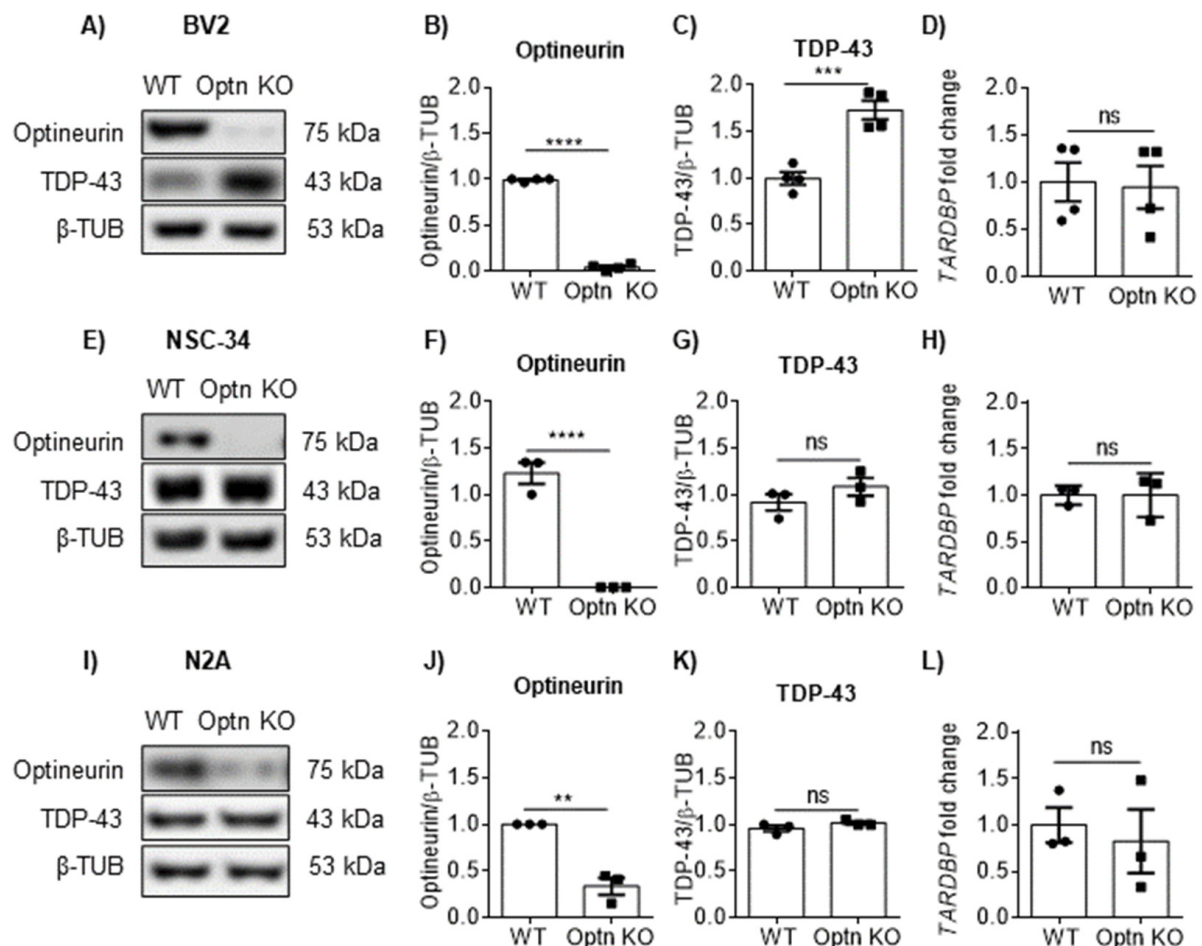 A) BV2
WT Optn KO
Optineurin 75 kDa
TDP-43 43 kDa
β-TUB 53 kDa
B)
Optineurin
Optineurin/β-TUB
2.0
1.5
1.0
0.5
0.0
****
WT Optn KO
C)
TDP-43
TDP-43/β-TUB
2.0
1.5
1.0
0.5
0.0
***
WT Optn KO
D)
TARDBP fold change
2.0
1.5
1.0
0.5
0.0
ns
WT Optn KO
E) NSC-34
WT Optn KO
Optineurin 75 kDa
TDP-43 43 kDa
β-TUB 53 kDa
F)
Optineurin
Optineurin/β-TUB
2.0
1.5
1.0
0.5
0.0
****
WT Optn KO
G)
TDP-43
TDP-43/β-TUB
2.0
1.5
1.0
0.5
0.0
ns
WT Optn KO
H)
TARDBP fold change
2.0
1.5
1.0
0.5
0.0
ns
WT Optn KO
I) N2A
WT Optn KO
Optineurin 75 kDa
TDP-43 43 kDa
β-TUB 53 kDa
J)
Optineurin
Optineurin/β-TUB
2.0
1.5
1.0
0.5
0.0
**
WT Optn KO
K)
TDP-43
TDP-43/β-TUB
2.0
1.5
1.0
0.5
0.0
ns
WT Optn KO
L)
TARDBP fold change
2.0
1.5
1.0
0.5
0.0
ns
WT Optn KO